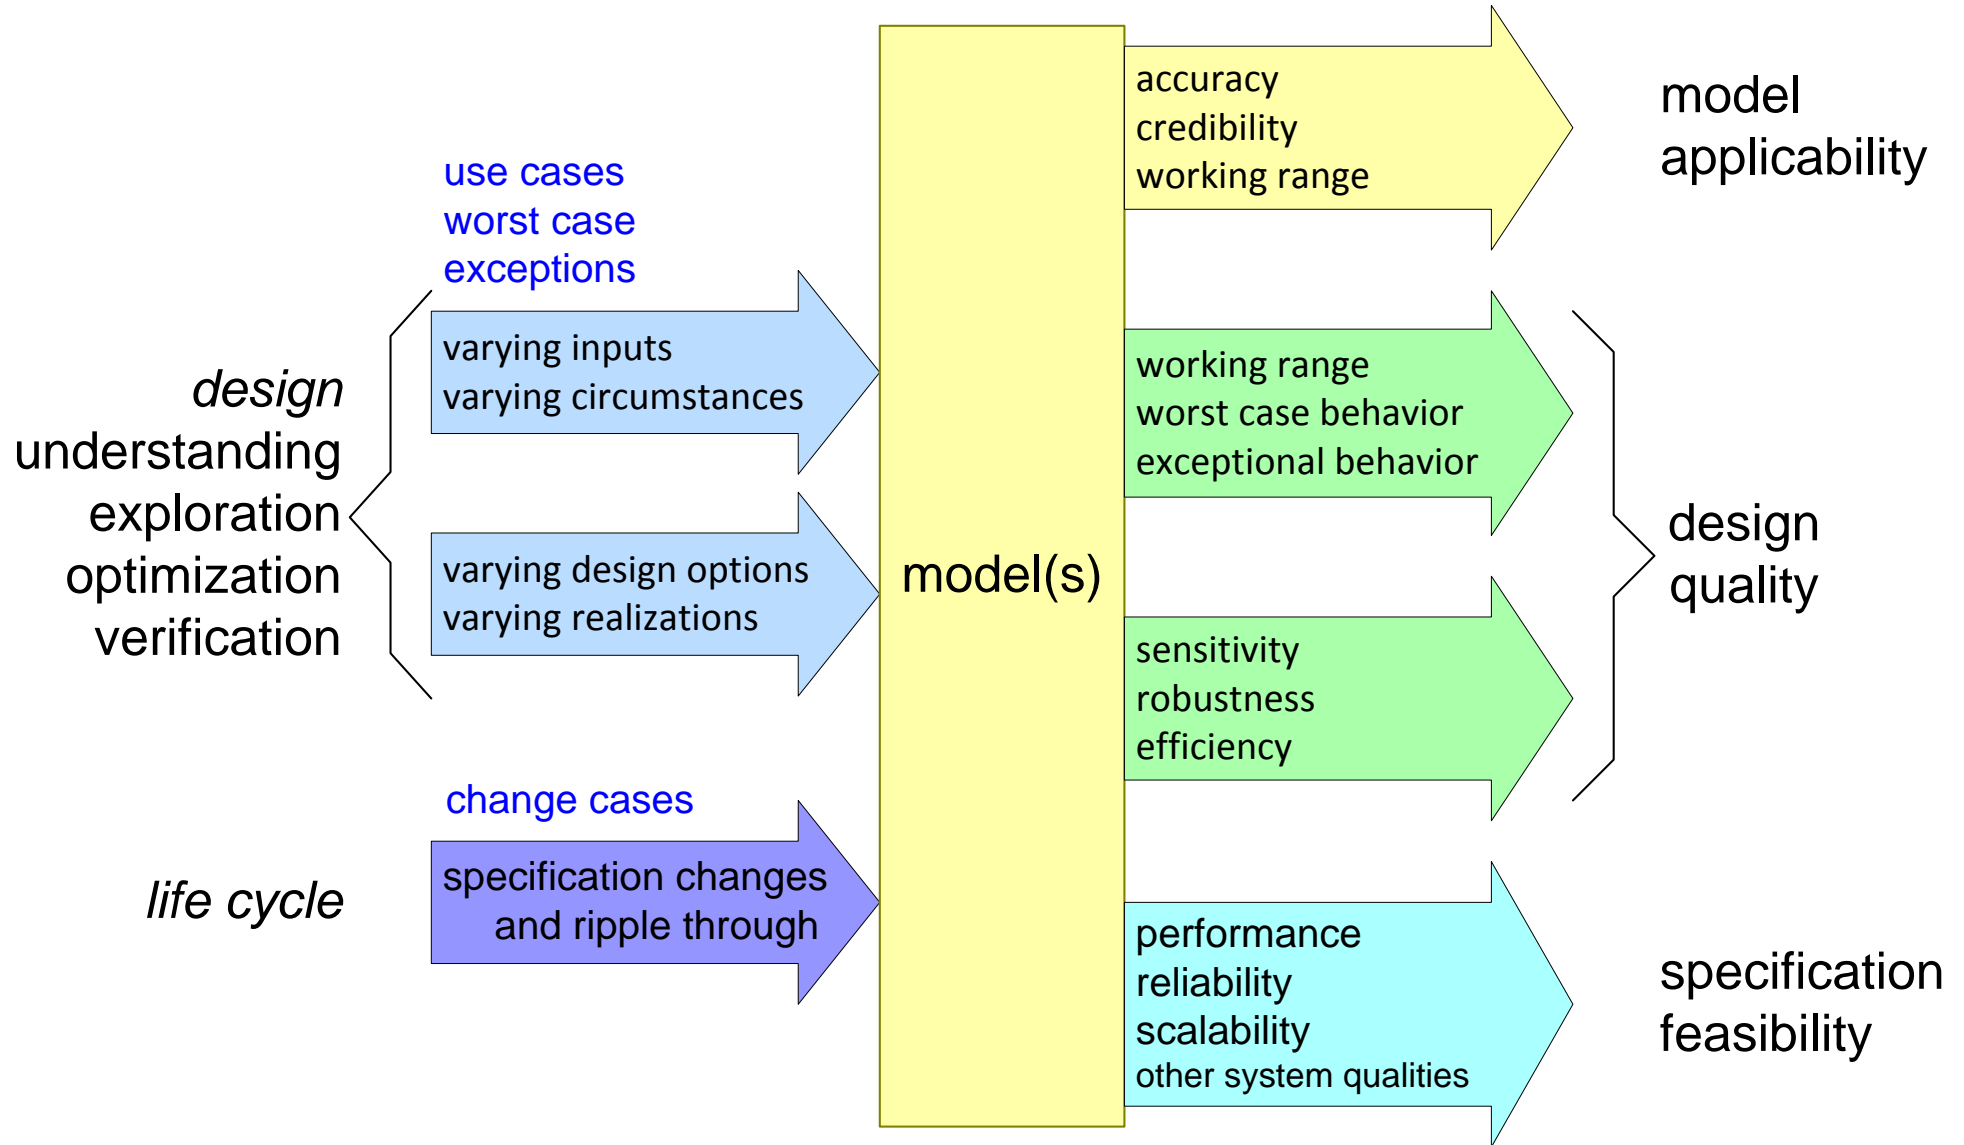 use cases
worst case
exceptions
design
understanding
exploration
optimization
verification
varying inputs
varying circumstances
varying design options
varying realizations
life cycle
change cases
specification changes
and ripple through
model(s)
accuracy
credibility
working range
model
applicability
working range
worst case behavior
exceptional behavior
sensitivity
robustness
efficiency
design
quality
performance
reliability
scalability
other system qualities
specification
feasibility